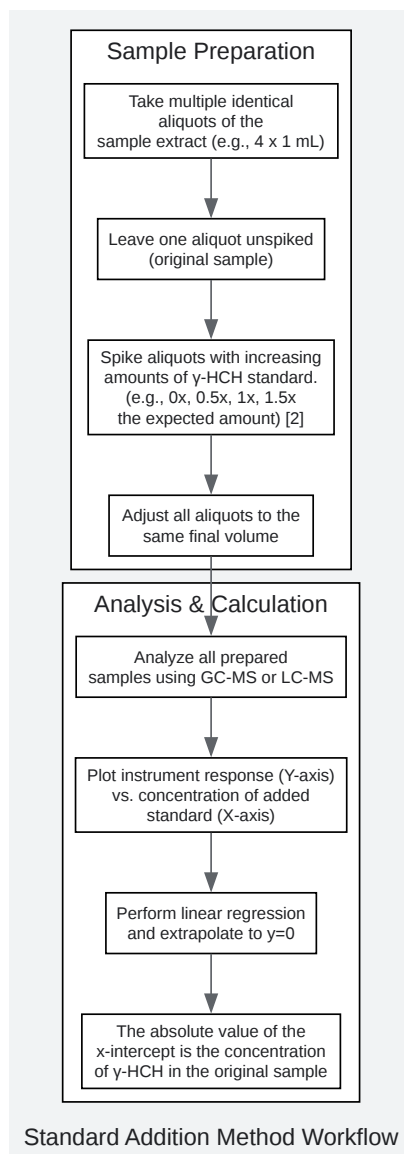 Sample Preparation
Take multiple identical
aliquots of the
sample extract (e.g., 4 x 1 mL)
Leave one aliquot unspiked
(original sample)
Spike aliquots with increasing
amounts of γ-HCH standard.
(e.g., 0x, 0.5x, 1x, 1.5x
the expected amount) [2]
Adjust all aliquots to the
same final volume
Analysis & Calculation
Analyze all prepared
samples using GC-MS or LC-MS
Plot instrument response (Y-axis)
vs. concentration of added
standard (X-axis)
Perform linear regression
and extrapolate to y=0
The absolute value of the
x-intercept is the concentration
of γ-HCH in the original sample
Standard Addition Method Workflow